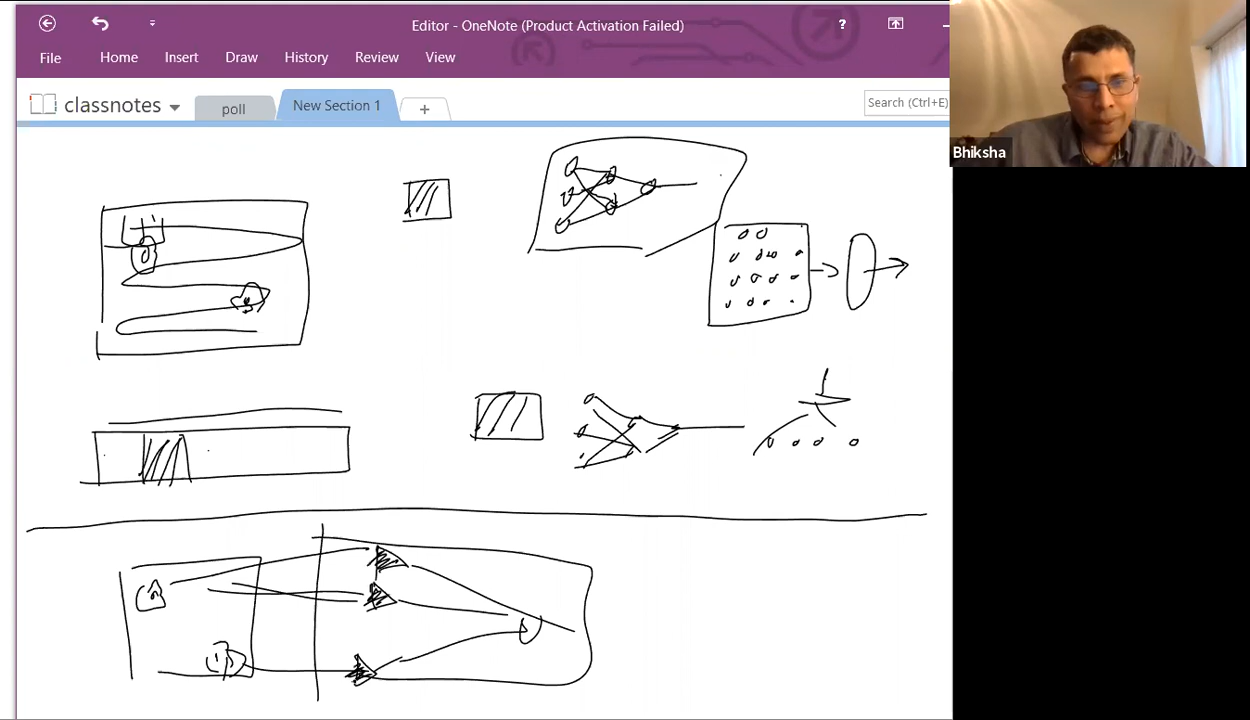 Editor - OneNote (Product Activation Failed)
?
File Home Insert Draw History Review View
classnotes poll New Section 1 +
Search (Ctrl+E)
Bhiksha